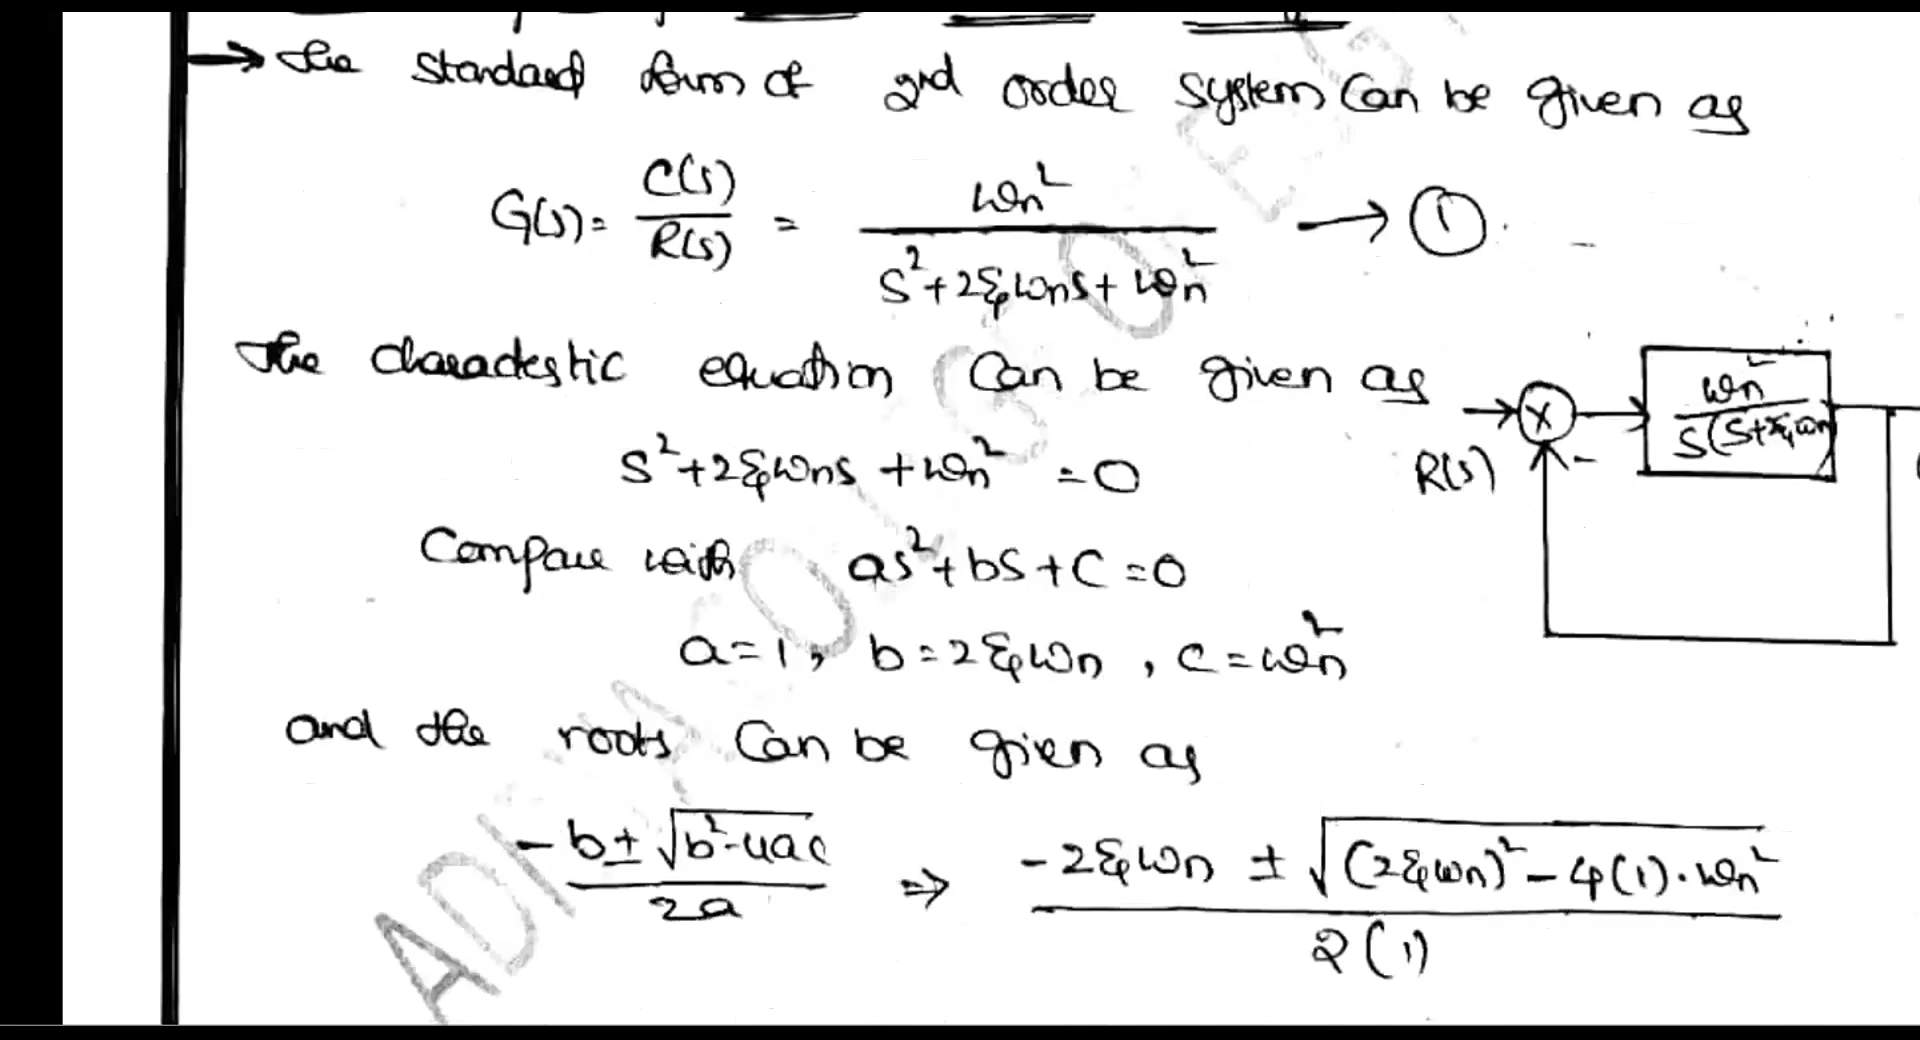 → The standard form of 2nd order system can be given as
G(s) = C(s)/R(s) = ωn²/(s²+2ξωns+ωn²) → ①
The charactestic equation can be given as
s²+2ξωns+ωn² = 0
Compare with as²+bs+c=0
a=1, b=2ξωn, c=ωn²
R(s)
ωn²/(s(s+2ξωn))
-
and the roots can be given as
(-b±√(b²-4ac))/2a ⇒ (-2ξωn ± √((2ξωn)²-4(1).ωn²))/2(1)